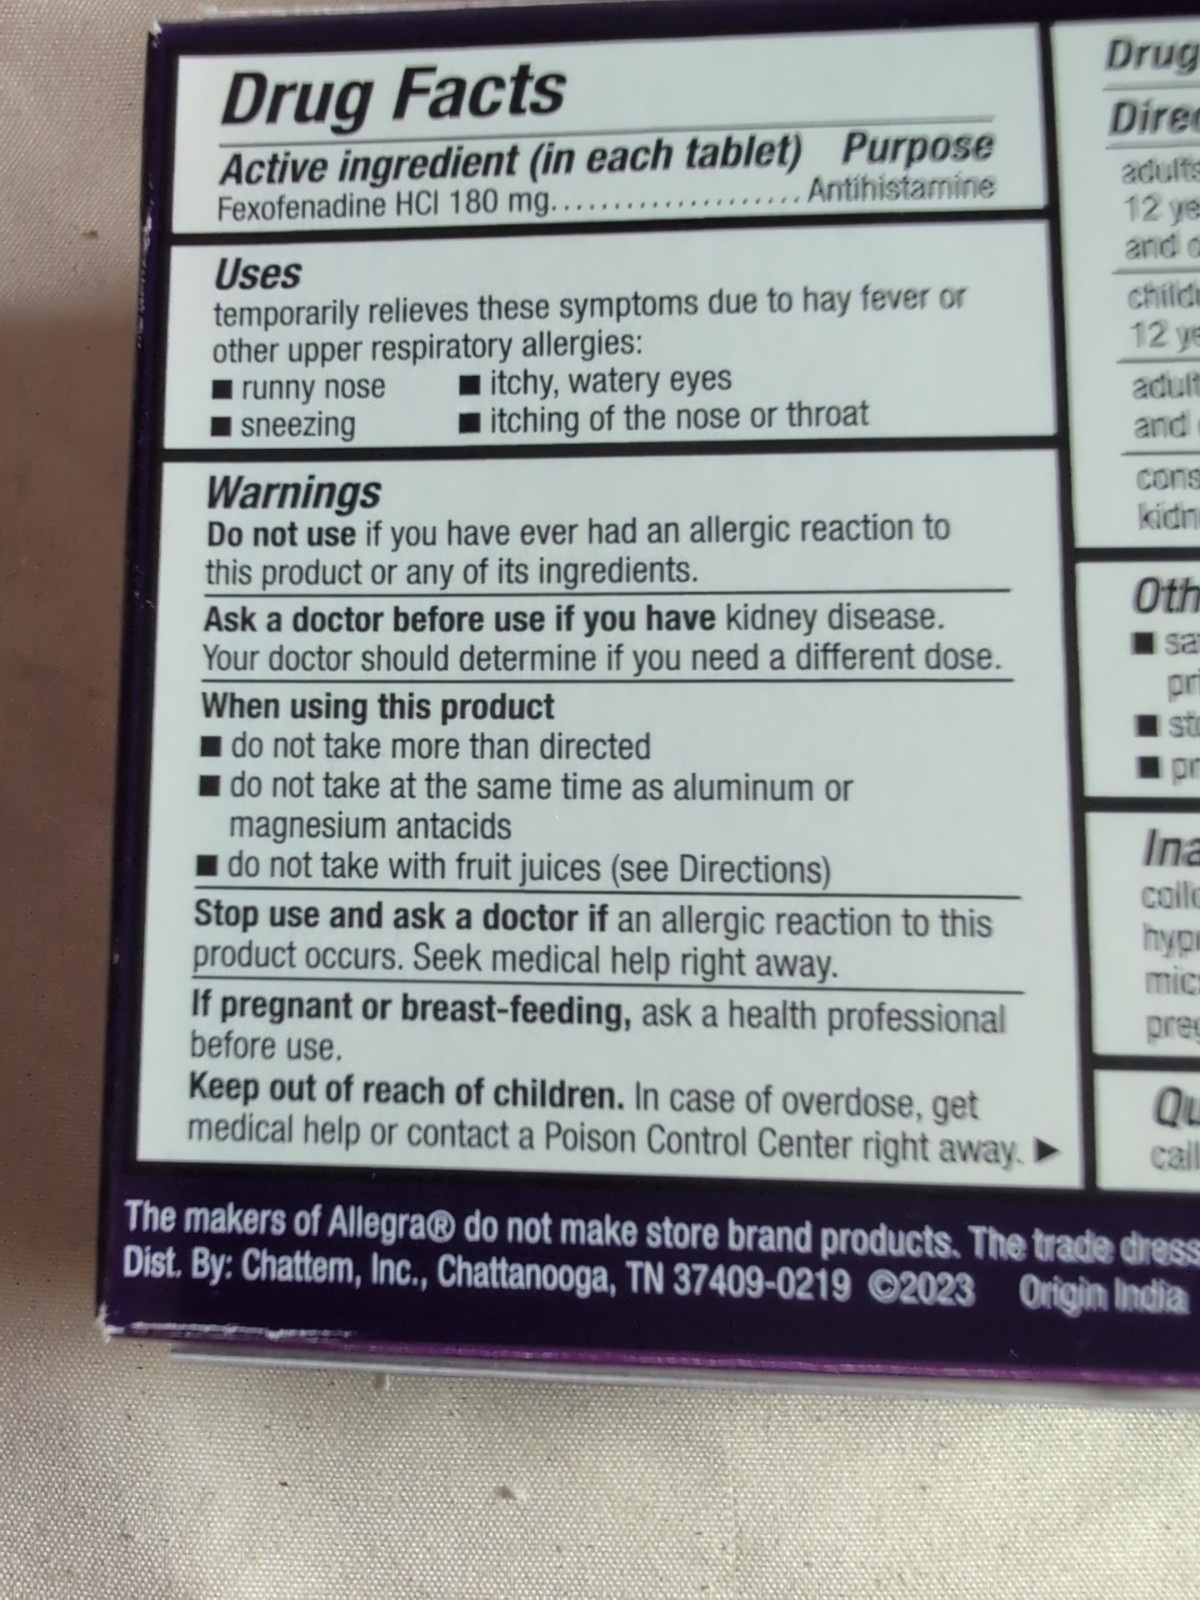 Drug Facts
Active ingredient (in each tablet) Purpose
Fexofenadine HCl 180 mg..................... Antihistamine
Uses
temporarily relieves these symptoms due to hay fever or
other upper respiratory allergies:
■ runny nose ■ itchy, watery eyes
■ sneezing ■ itching of the nose or throat
Warnings
Do not use if you have ever had an allergic reaction to
this product or any of its ingredients.
Ask a doctor before use if you have kidney disease.
Your doctor should determine if you need a different dose.
When using this product
■ do not take more than directed
■ do not take at the same time as aluminum or
magnesium antacids
■ do not take with fruit juices (see Directions)
Stop use and ask a doctor if an allergic reaction to this
product occurs. Seek medical help right away.
If pregnant or breast-feeding, ask a health professional
before use.
Keep out of reach of children. In case of overdose, get
medical help or contact a Poison Control Center right away. ▶
Drug
12
and
12
and
call
The makers of Allegra® do not make store brand products. The trade dress
Dist. By: Chattem, Inc., Chattanooga, TN 37409-0219 ©2023 Origin India